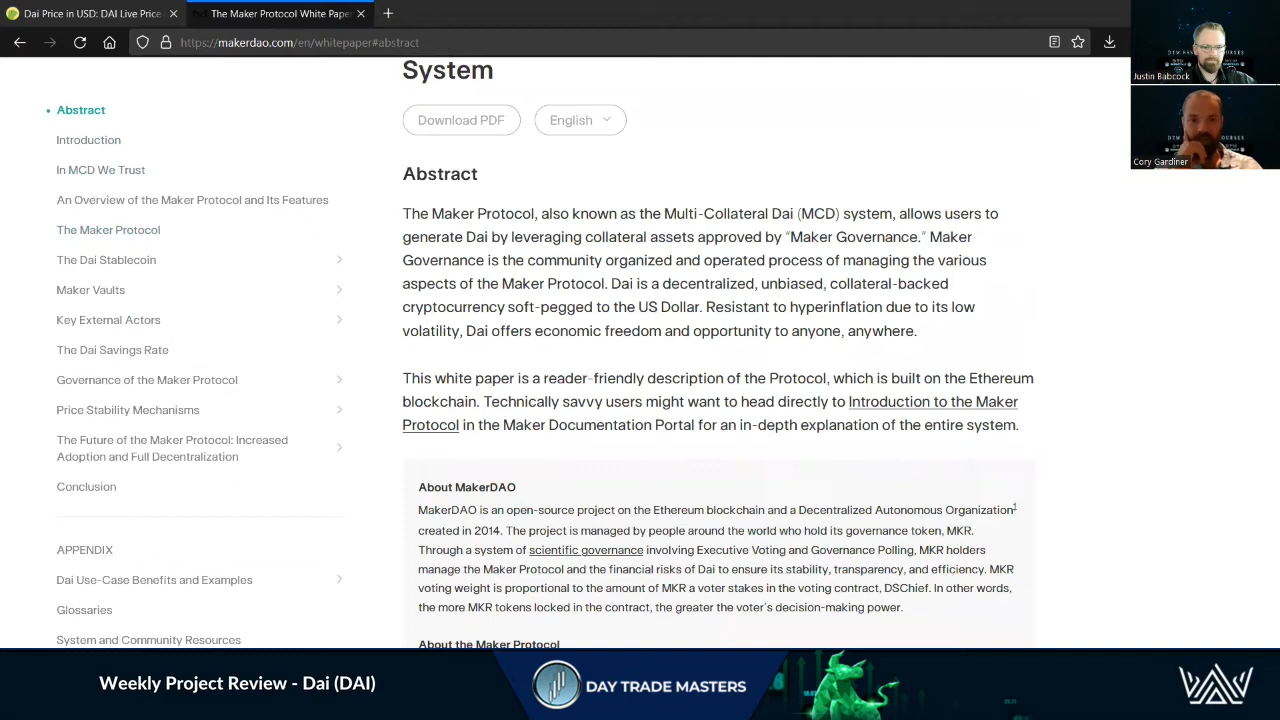 Dai Price in USD: DAI Live Price
The Maker Protocol White Paper
https://makerdao.com/en/whitepaper#abstract
Justin Babcock
Cory Gardner
Abstract
Introduction
In MCD We Trust
An Overview of the Maker Protocol and Its Features
The Maker Protocol
The Dai Stablecoin
Maker Vaults
Key External Actors
The Dai Savings Rate
Governance of the Maker Protocol
Price Stability Mechanisms
The Future of the Maker Protocol: Increased
Adoption and Full Decentralization
Conclusion
APPENDIX
Dai Use-Case Benefits and Examples
Glossaries
System and Community Resources
System
Download PDF
English
Abstract
The Maker Protocol, also known as the Multi-Collateral Dai (MCD) system, allows users to
generate Dai by leveraging collateral assets approved by “Maker Governance.” Maker
Governance is the community organized and operated process of managing the various
aspects of the Maker Protocol. Dai is a decentralized, unbiased, collateral-backed
cryptocurrency soft-pegged to the US Dollar. Resistant to hyperinflation due to its low
volatility, Dai offers economic freedom and opportunity to anyone, anywhere.
This white paper is a reader-friendly description of the Protocol, which is built on the Ethereum
blockchain. Technically savvy users might want to head directly to Introduction to the Maker
Protocol in the Maker Documentation Portal for an in-depth explanation of the entire system.
About MakerDAO
MakerDAO is an open-source project on the Ethereum blockchain and a Decentralized Autonomous Organization¹
created in 2014. The project is managed by people around the world who hold its governance token, MKR.
Through a system of scientific governance involving Executive Voting and Governance Polling, MKR holders
manage the Maker Protocol and the financial risks of Dai to ensure its stability, transparency, and efficiency. MKR
voting weight is proportional to the amount of MKR a voter stakes in the voting contract, DSChief. In other words,
the more MKR tokens locked in the contract, the greater the voter's decision-making power.
About the Maker Protocol
Weekly Project Review - Dai (DAI)
DAY TRADE MASTERS